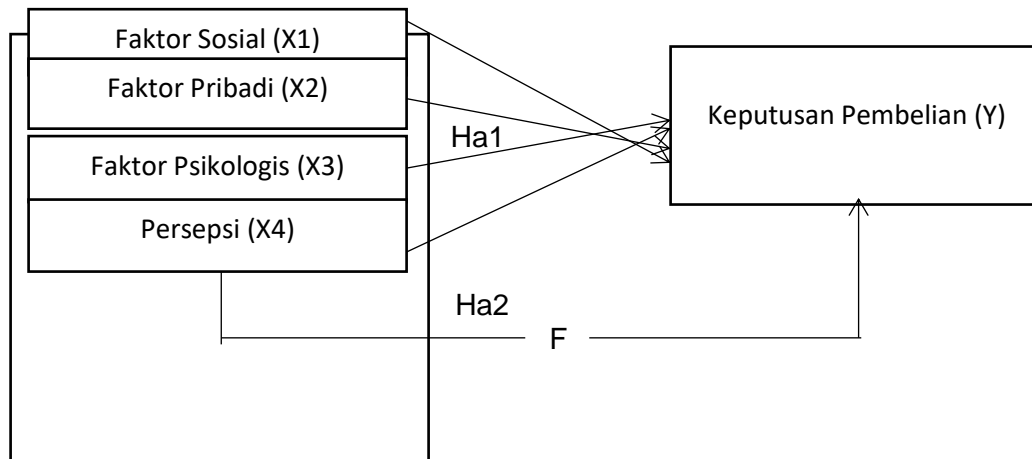 Faktor Sosial (X1)
Faktor Pribadi (X2)
Faktor Psikologis (X3)
Persepsi (X4)
Ha1
Keputusan Pembelian (Y)
Ha2
F